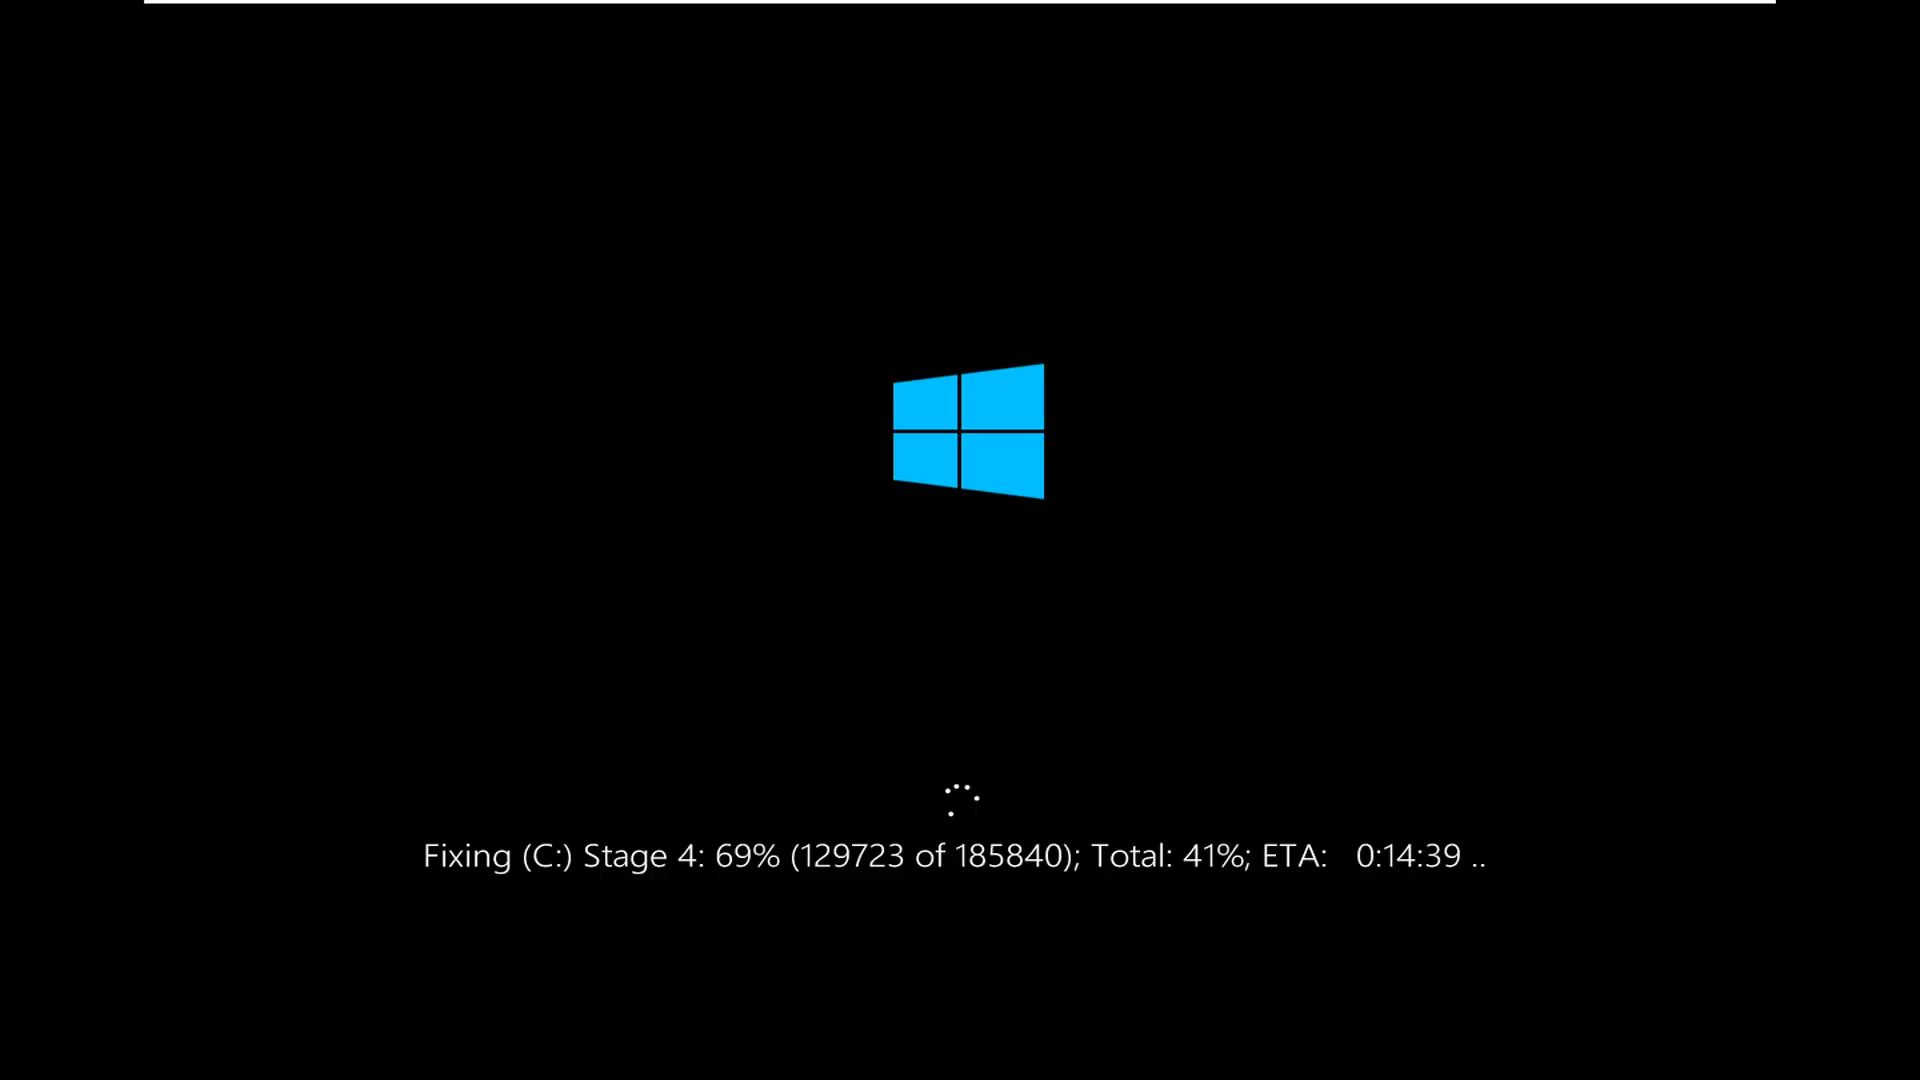 Fixing (C:) Stage 4: 69% (129723 of 185840); Total: 41%; ETA:   0:14:39 ..